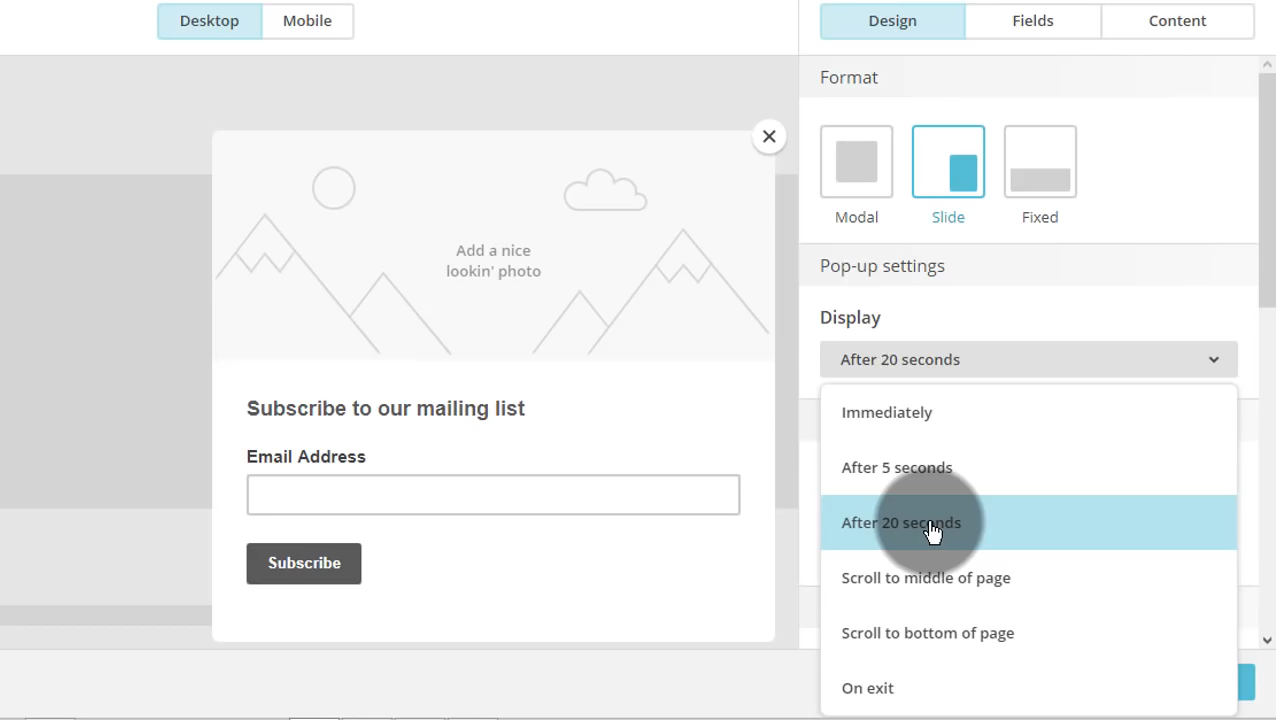 Desktop
Mobile
Design
Fields
Content
Format
Modal
Slide
Fixed
Pop-up settings
Display
After 20 seconds
Immediately
After 5 seconds
After 20 seconds
Scroll to middle of page
Scroll to bottom of page
On exit
Add a nice
lookin' photo
Subscribe to our mailing list
Email Address
Subscribe